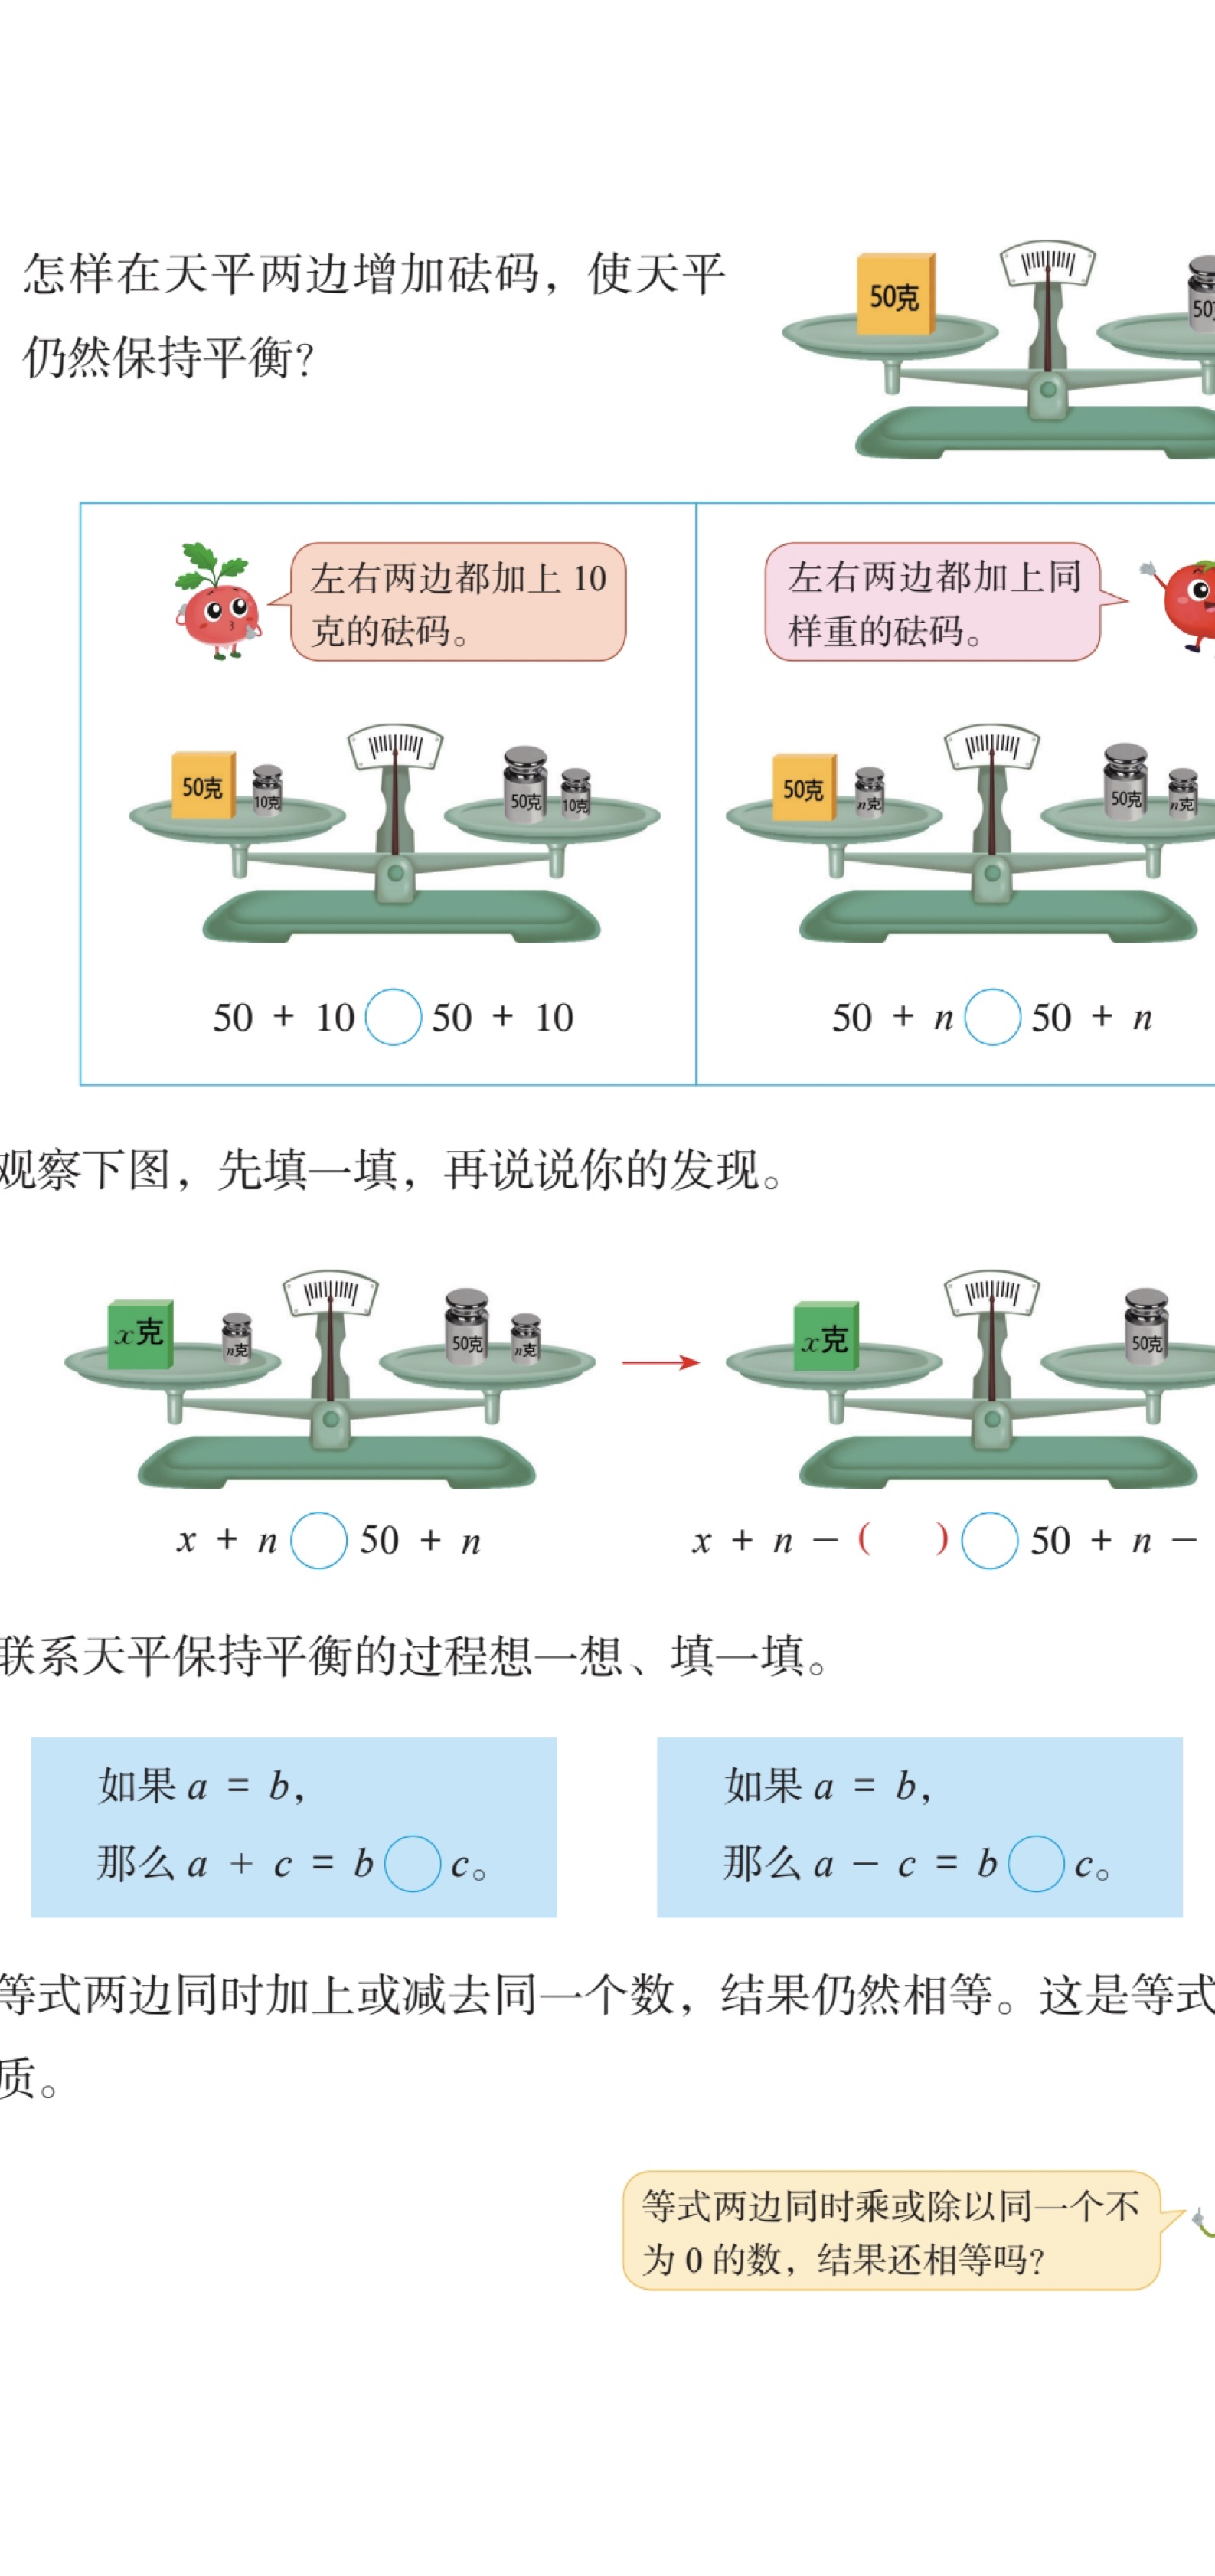 怎样在天平两边增加砝码，使天平
仍然保持平衡？
50克
50
左右两边都加上 10
克的砝码。
左右两边都加上同
样重的砝码。
50克 10克 50克 10克
50克 n克 50克 n克
50 + 10 ○ 50 + 10
50 + n ○ 50 + n
观察下图，先填一填，再说说你的发现。
x克 n克 50克 n克
x克 50克
x + n ○ 50 + n
x + n − (  ) ○ 50 + n −
联系天平保持平衡的过程想一想、填一填。
如果 a = b，
那么 a + c = b ○ c。
如果 a = b，
那么 a − c = b ○ c。
等式两边同时加上或减去同一个数，结果仍然相等。这是等式
质。
等式两边同时乘或除以同一个不
为 0 的数，结果还相等吗？